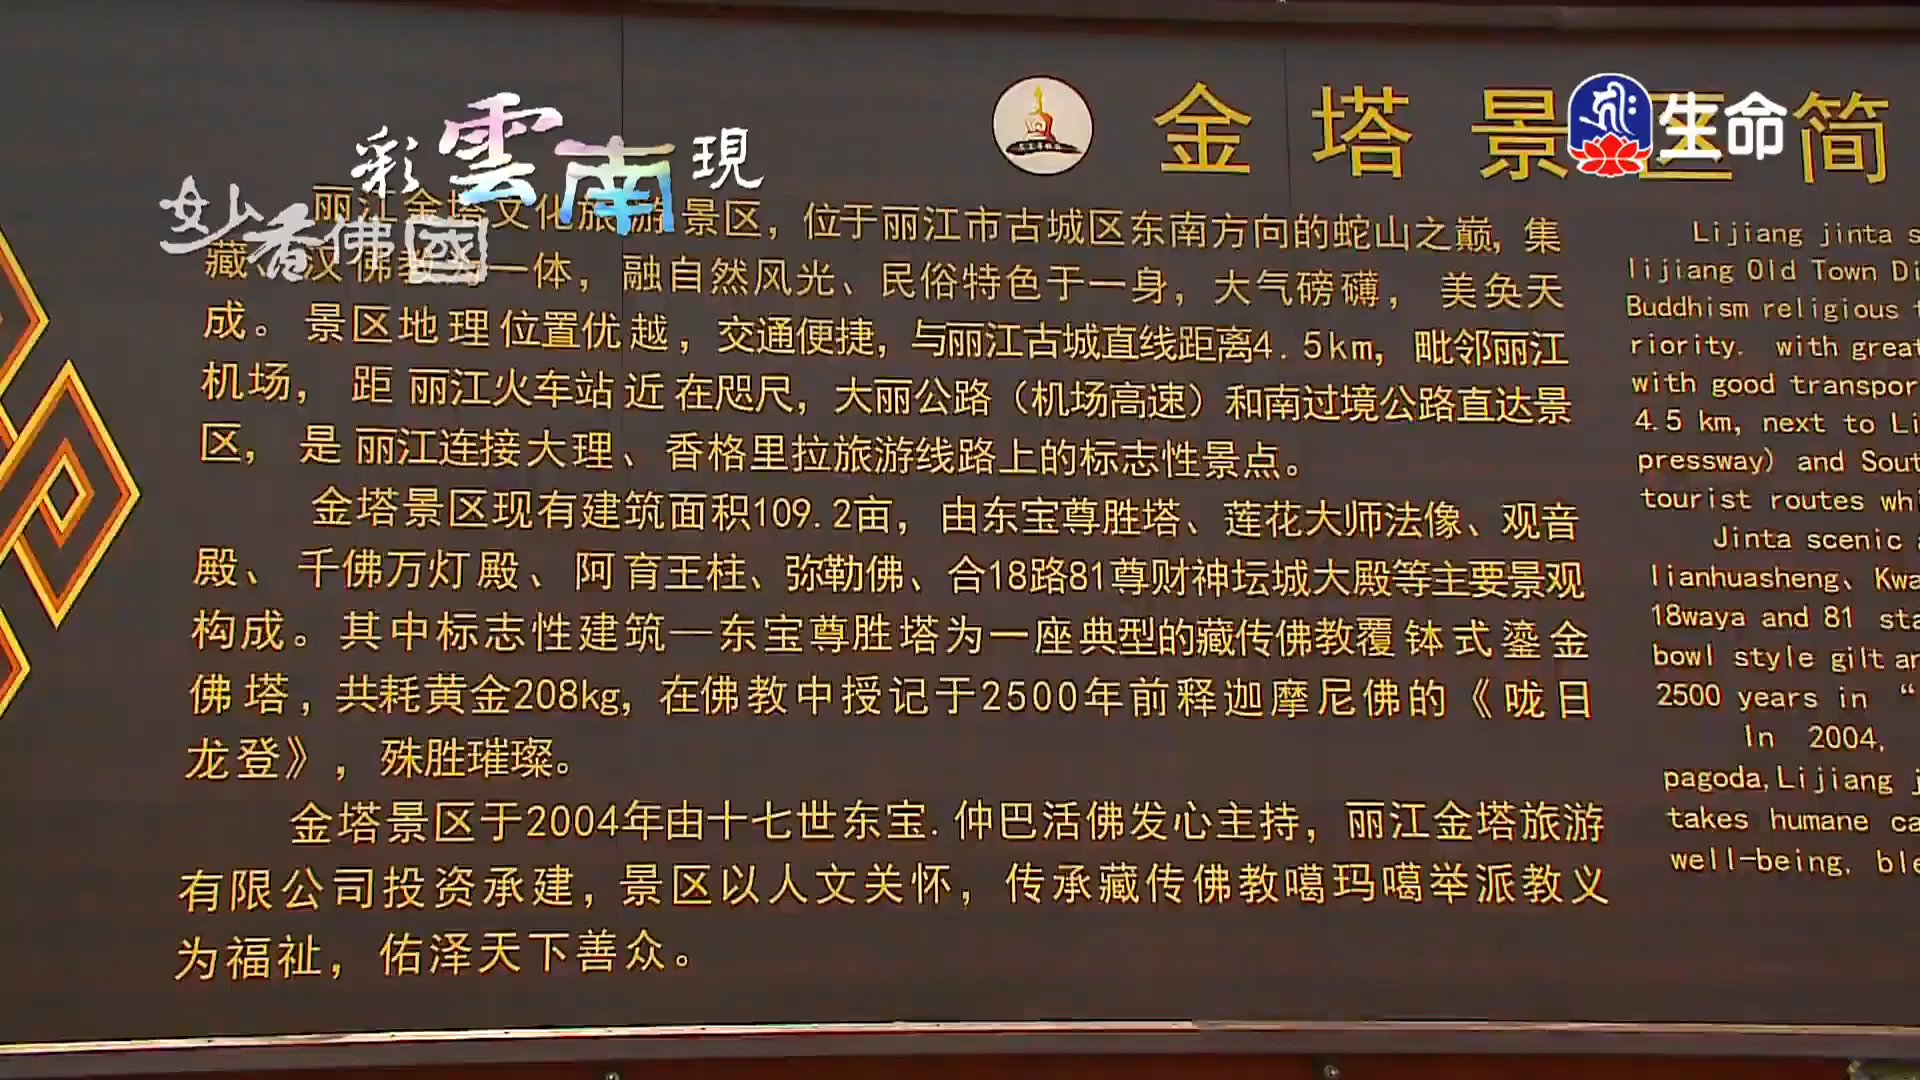 彩雲南現
妙香佛國
生命
金塔景区简
丽江金塔文化旅游景区，位于丽江市古城区东南方向的蛇山之巅，集
藏、汉佛教为一体，融自然风光、民俗特色于一身，大气磅礴，美奂天
成。景区地理位置优越，交通便捷，与丽江古城直线距离4.5km，毗邻丽江
机场，距丽江火车站近在咫尺，大丽公路（机场高速）和南过境公路直达景
区，是丽江连接大理、香格里拉旅游线路上的标志性景点。
金塔景区现有建筑面积109.2亩，由东宝尊胜塔、莲花大师法像、观音
殿、千佛万灯殿、阿育王柱、弥勒佛、合18路81尊财神坛城大殿等主要景观
构成。其中标志性建筑—东宝尊胜塔为一座典型的藏传佛教覆钵式鎏金
佛塔，共耗黄金208kg，在佛教中授记于2500年前释迦摩尼佛的《咙日
龙登》，殊胜璀璨。
金塔景区于2004年由十七世东宝.仲巴活佛发心主持，丽江金塔旅游
有限公司投资承建，景区以人文关怀，传承藏传佛教噶玛噶举派教义
为福祉，佑泽天下善众。
Lijiang jinta s
lijiang Old Town Di
Buddhism religious
riority. with great
with good transpor
4.5 km, next to Li
pressway) and Sout
tourist routes whi
Jinta scenic
lianhuasheng、Kwa
18waya and 81 sta
bowl style gilt an
2500 years in “
In 2004,
pagoda,Lijiang j
takes humane ca
well-being, ble